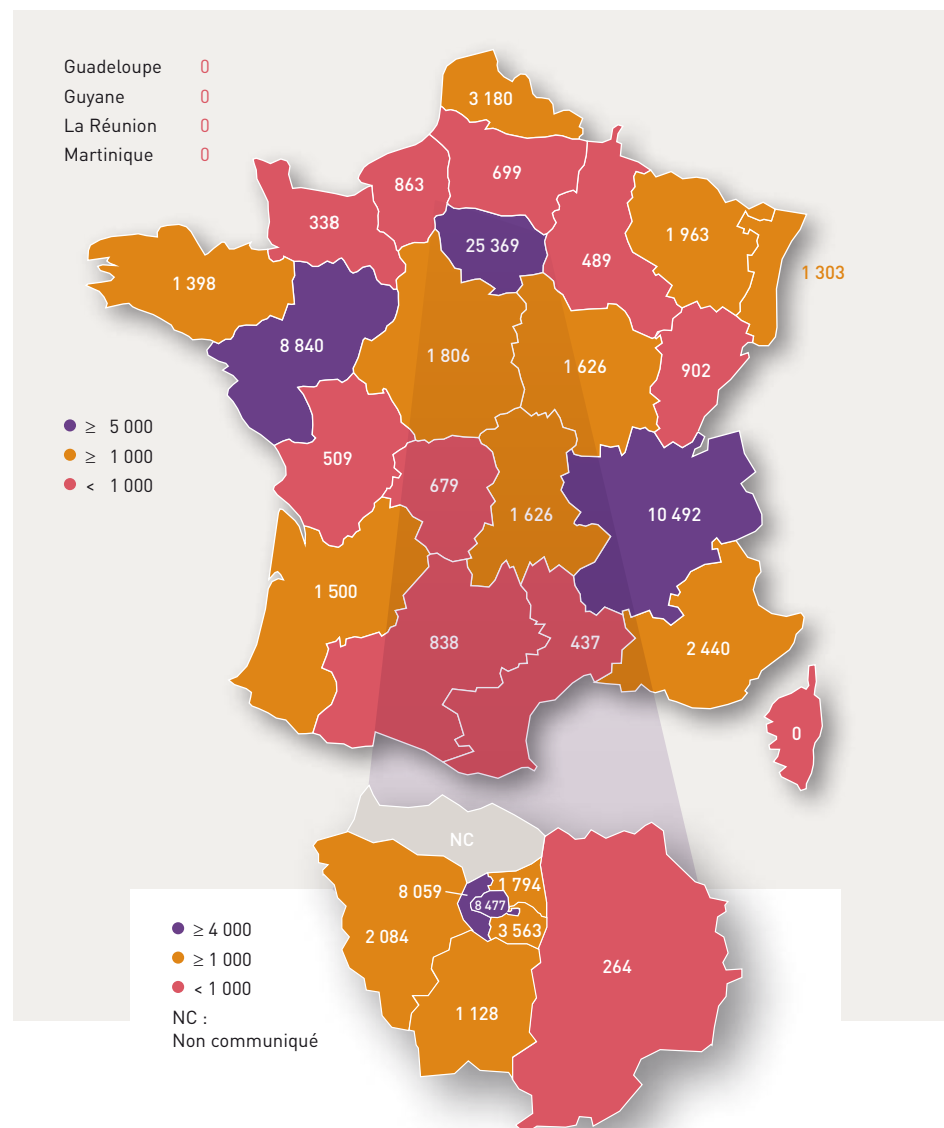 Guadeloupe 0
Guyane 0
La Réunion 0
Martinique 0
3 180
699
863
338
25 369
489
1 963
1 303
1 398
8 840
1 806
1 626
902
≥ 5 000
≥ 1 000
< 1 000
509
679
1 626
10 492
1 500
838
437
2 440
0
NC
8 059
1 794
8 477
3 563
2 084
264
1 128
≥ 4 000
≥ 1 000
< 1 000
NC :
Non communiqué